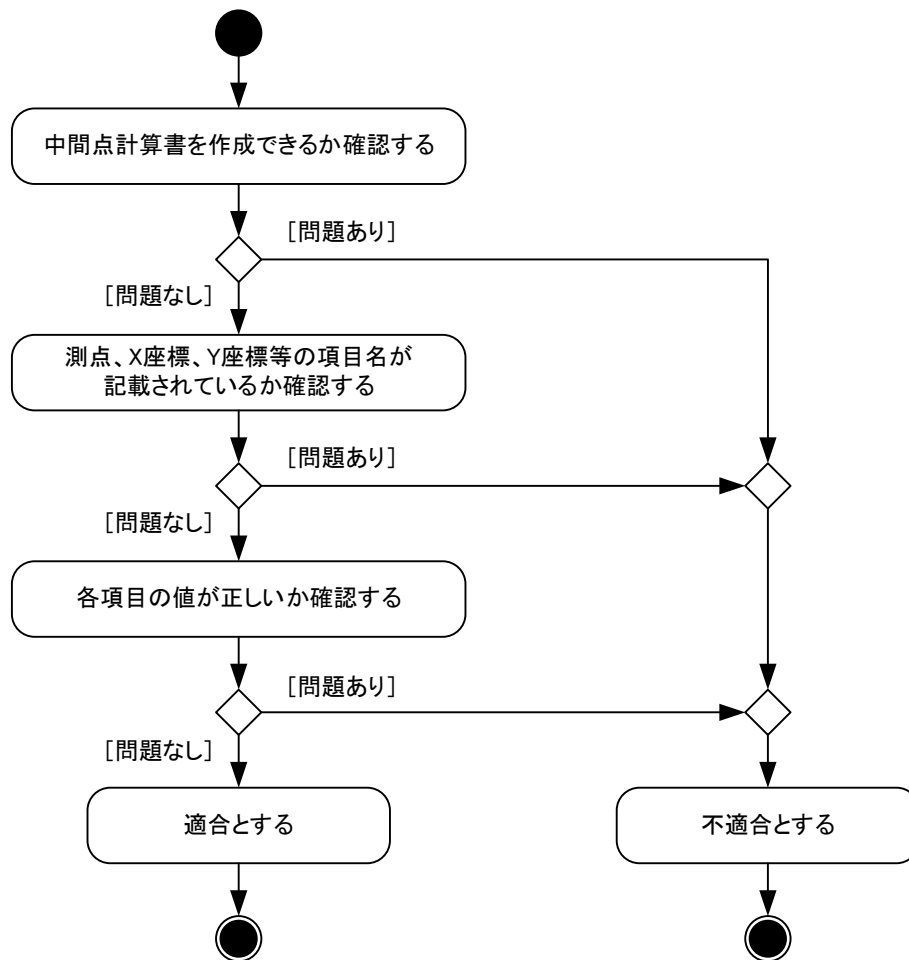 中間点計算書を作成できるか確認する
[問題あり]
[問題なし]
測点、X座標、Y座標等の項目名が
記載されているか確認する
[問題あり]
[問題なし]
各項目の値が正しいか確認する
[問題あり]
[問題なし]
適合とする
不適合とする